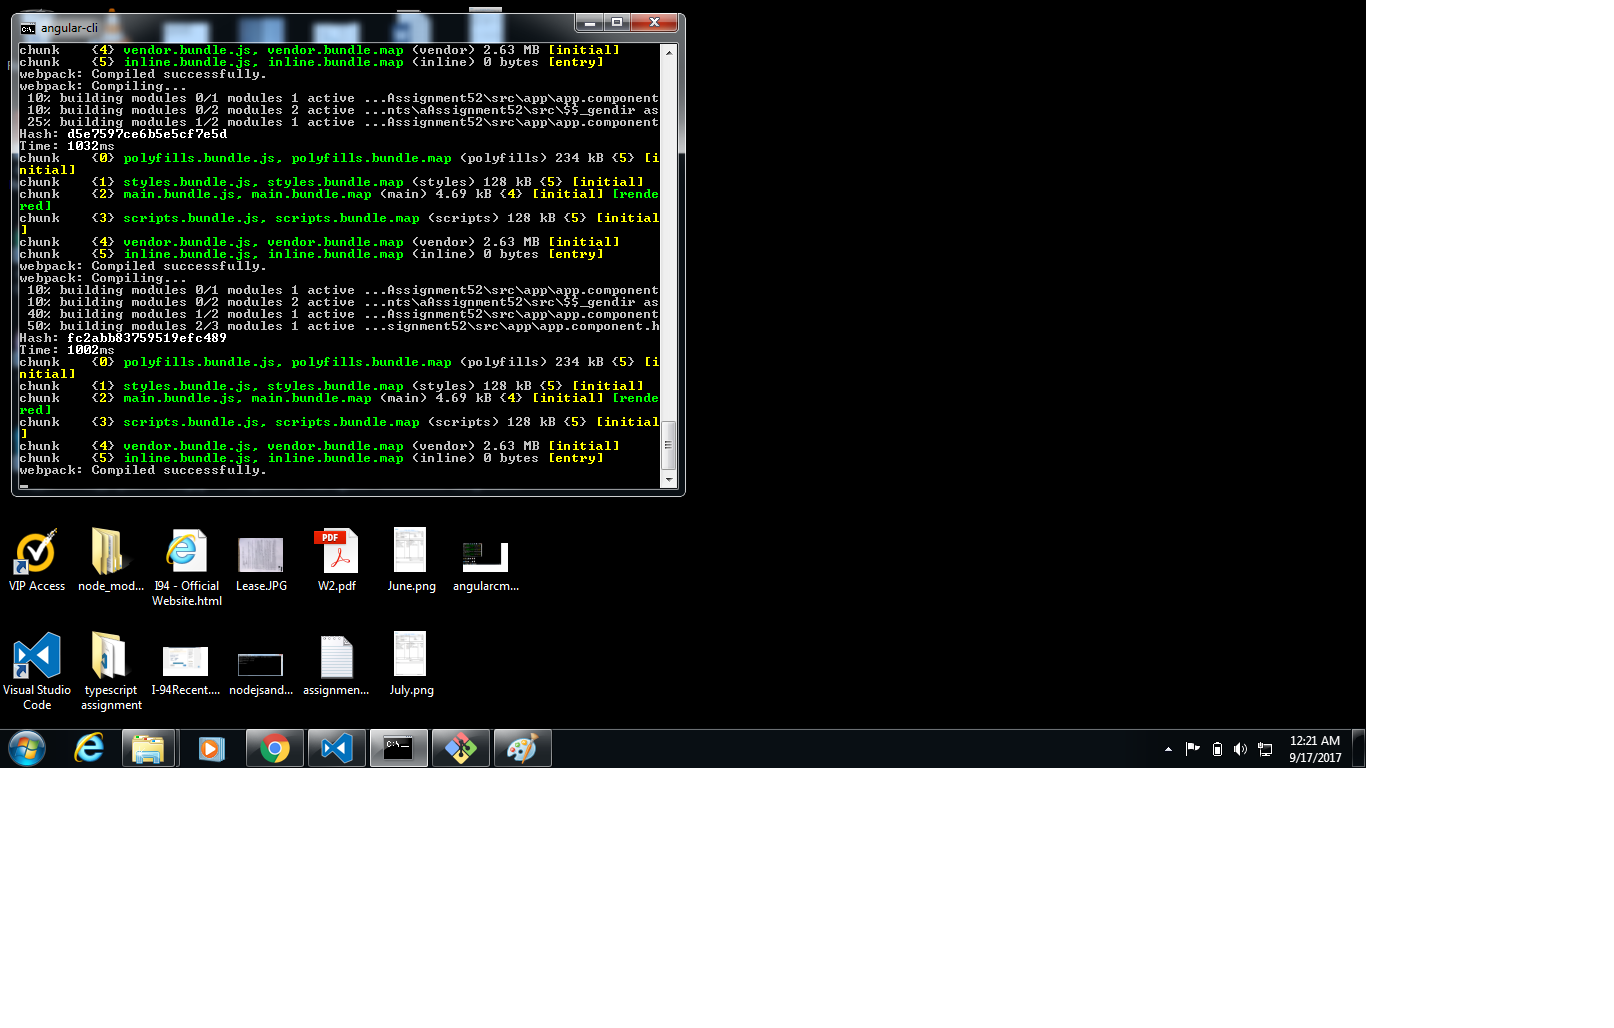 angular-cli
chunk    {4} vendor.bundle.js, vendor.bundle.map (vendor) 2.63 MB [initial]
chunk    {5} inline.bundle.js, inline.bundle.map (inline) 0 bytes [entry]
webpack: Compiled successfully.
webpack: Compiling...
 10% building modules 0/1 modules 1 active ...Assignment52\src\app\app.component
 10% building modules 0/2 modules 2 active ...nts\aAssignment52\src\$$_gendir as
 25% building modules 1/2 modules 1 active ...Assignment52\src\app\app.component
Hash: d5e7597ce6b5e5cf7e5d
Time: 1032ms
chunk    {0} polyfills.bundle.js, polyfills.bundle.map (polyfills) 234 kB {5} [i
nitial]
chunk    {1} styles.bundle.js, styles.bundle.map (styles) 128 kB {5} [initial]
chunk    {2} main.bundle.js, main.bundle.map (main) 4.69 kB {4} [initial] [rende
red]
chunk    {3} scripts.bundle.js, scripts.bundle.map (scripts) 128 kB {5} [initial
]
chunk    {4} vendor.bundle.js, vendor.bundle.map (vendor) 2.63 MB [initial]
chunk    {5} inline.bundle.js, inline.bundle.map (inline) 0 bytes [entry]
webpack: Compiled successfully.
webpack: Compiling...
 10% building modules 0/1 modules 1 active ...Assignment52\src\app\app.component
 10% building modules 0/2 modules 2 active ...nts\aAssignment52\src\$$_gendir as
 40% building modules 1/2 modules 1 active ...Assignment52\src\app\app.component
 50% building modules 2/3 modules 1 active ...signment52\src\app\app.component.h
Hash: fc2abb83759519efc489
Time: 1002ms
chunk    {0} polyfills.bundle.js, polyfills.bundle.map (polyfills) 234 kB {5} [i
nitial]
chunk    {1} styles.bundle.js, styles.bundle.map (styles) 128 kB {5} [initial]
chunk    {2} main.bundle.js, main.bundle.map (main) 4.69 kB {4} [initial] [rende
red]
chunk    {3} scripts.bundle.js, scripts.bundle.map (scripts) 128 kB {5} [initial
]
chunk    {4} vendor.bundle.js, vendor.bundle.map (vendor) 2.63 MB [initial]
chunk    {5} inline.bundle.js, inline.bundle.map (inline) 0 bytes [entry]
webpack: Compiled successfully.
PDF
VIP Access node_mod... I94 - Official Lease.JPG W2.pdf June.png angularcm...
Website.html
Visual Studio typescript I-94Recent.... nodejsand... assignmen... July.png
Code assignment
C:\.
12:21 AM
9/17/2017